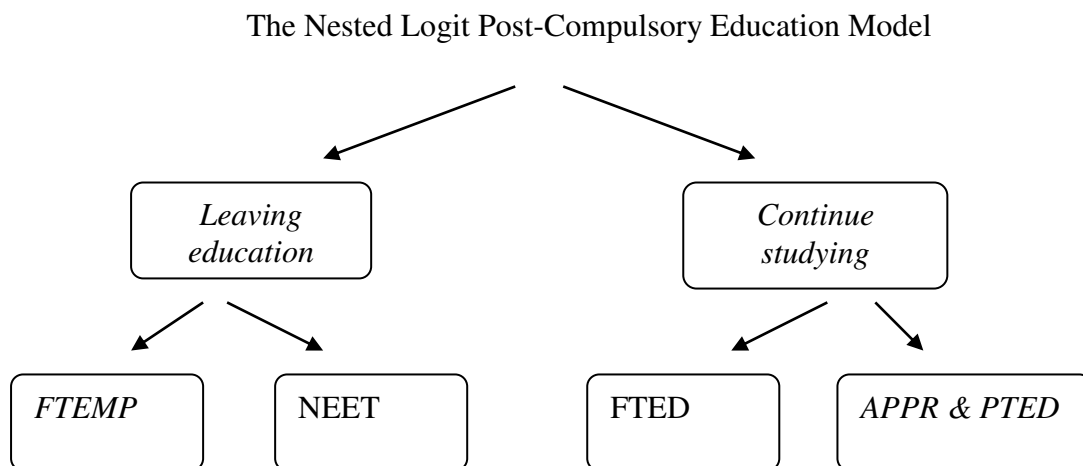 The Nested Logit Post-Compulsory Education Model
Leaving
education
Continue
studying
FTEMP
NEET
FTED
APPR & PTED